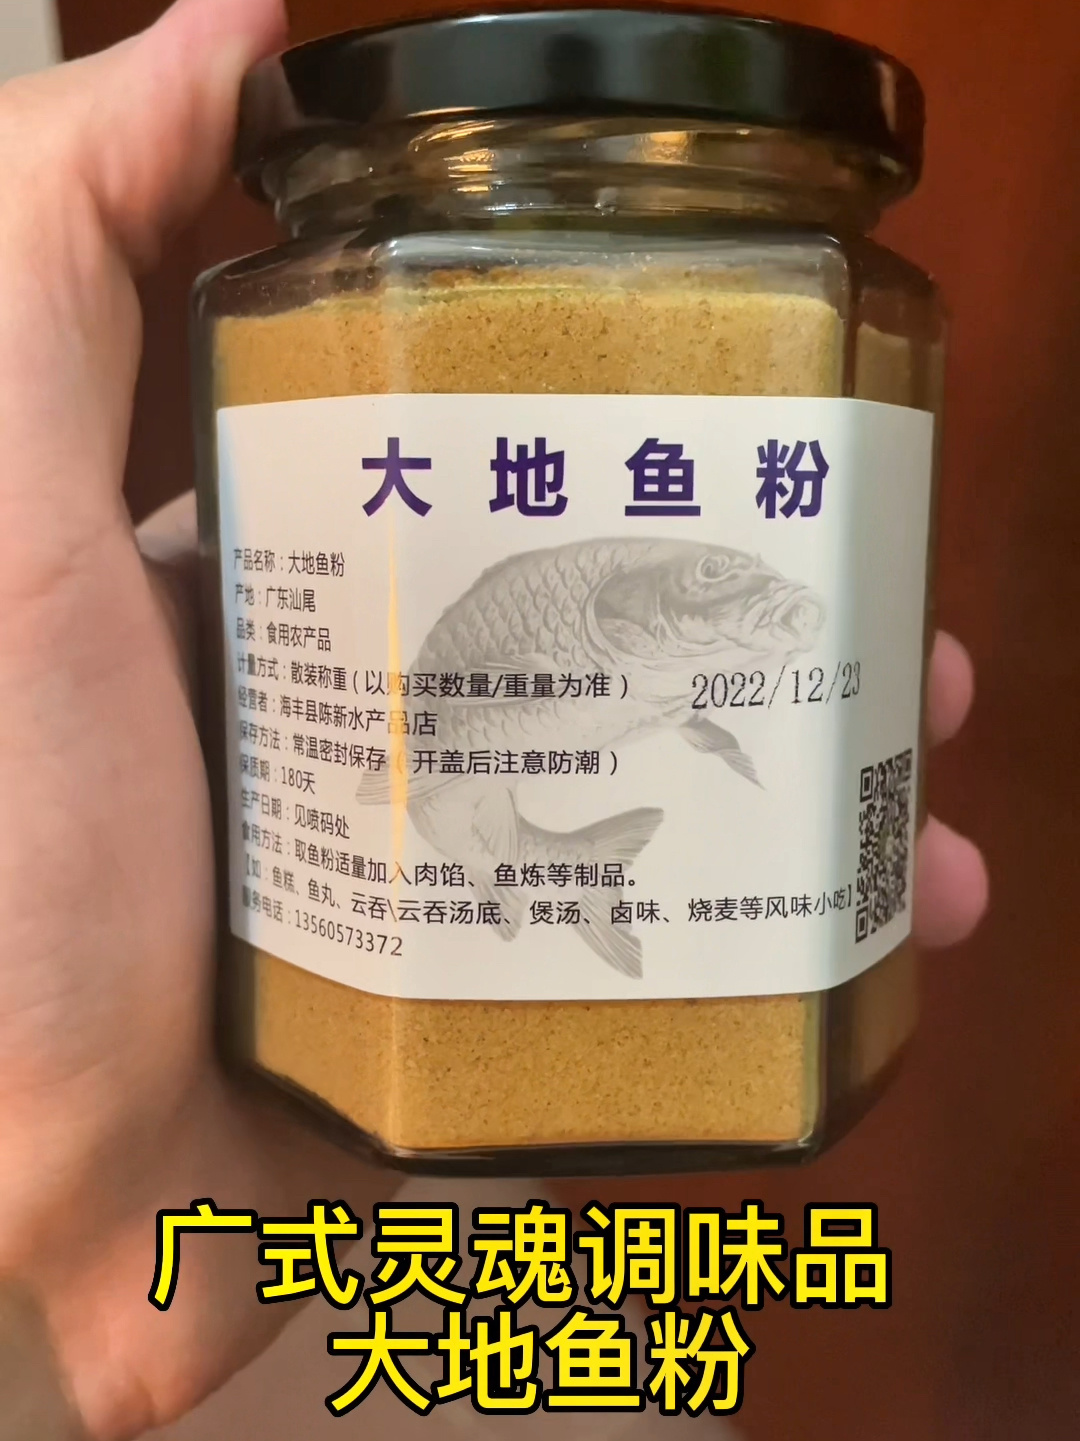 大地鱼粉
产品名称：大地鱼粉
产地：广东汕尾
品类：食用农产品
计量方式：散装称重(以购买数量/重量为准)
2022/12/23
经营者：海丰县陈新水产品店
保存方法：常温密封保存(开盖后注意防潮)
保质期：180天
生产日期：见喷码处
食用方法：取鱼粉适量加入肉馅、鱼炼等制品。
【如：鱼糕、鱼丸、云吞\云吞汤底、煲汤、卤味、烧麦等风味小吃】
服务电话：13560573372
广式灵魂调味品
大地鱼粉